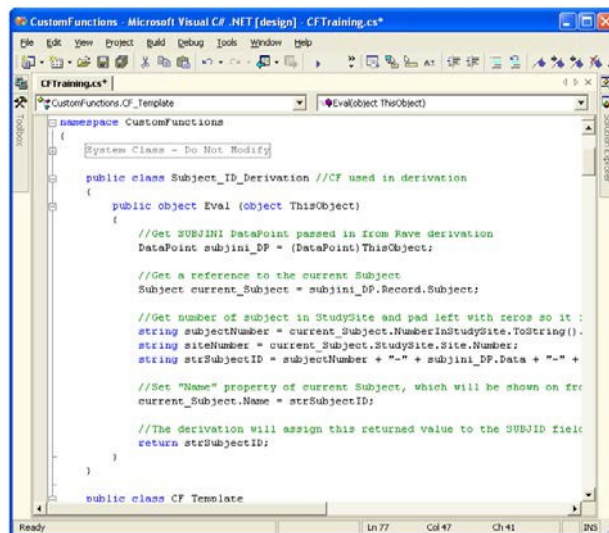 CustomFunctions - Microsoft Visual C# .NET [design] - CFTraining.cs*
File Edit View Project Build Debug Tools Window Help
CFTraining.cs*
CustomFunctions.CF_Template
Eval(object ThisObject)
Toolbox
Solution Explorer
namespace CustomFunctions
{
System Class - Do Not Modify
public class Subject_ID_Derivation //CF used in derivation
{
public object Eval (object ThisObject)
{
//Get SUBJINI DataPoint passed in from Rave derivation
DataPoint subjini_DP = (DataPoint)ThisObject;
//Get a reference to the current Subject
Subject current_Subject = subjini_DP.Record.Subject;
//Get number of subject in StudySite and pad left with zeros so it i
string subjectNumber = current_Subject.NumberInStudySite.ToString().
string siteNumber = current_Subject.StudySite.Site.Number;
string strSubjectID = subjectNumber + "-" + subjini_DP.Data + "-" +
//Set "Name" property of current Subject, which will be shown on fro
current_Subject.Name = strSubjectID;
//The derivation will assign this returned value to the SUBJID fiel
return strSubjectID;
}
}
public class CF_Template
Ready Ln 77 Col 47 Ch 41 INS